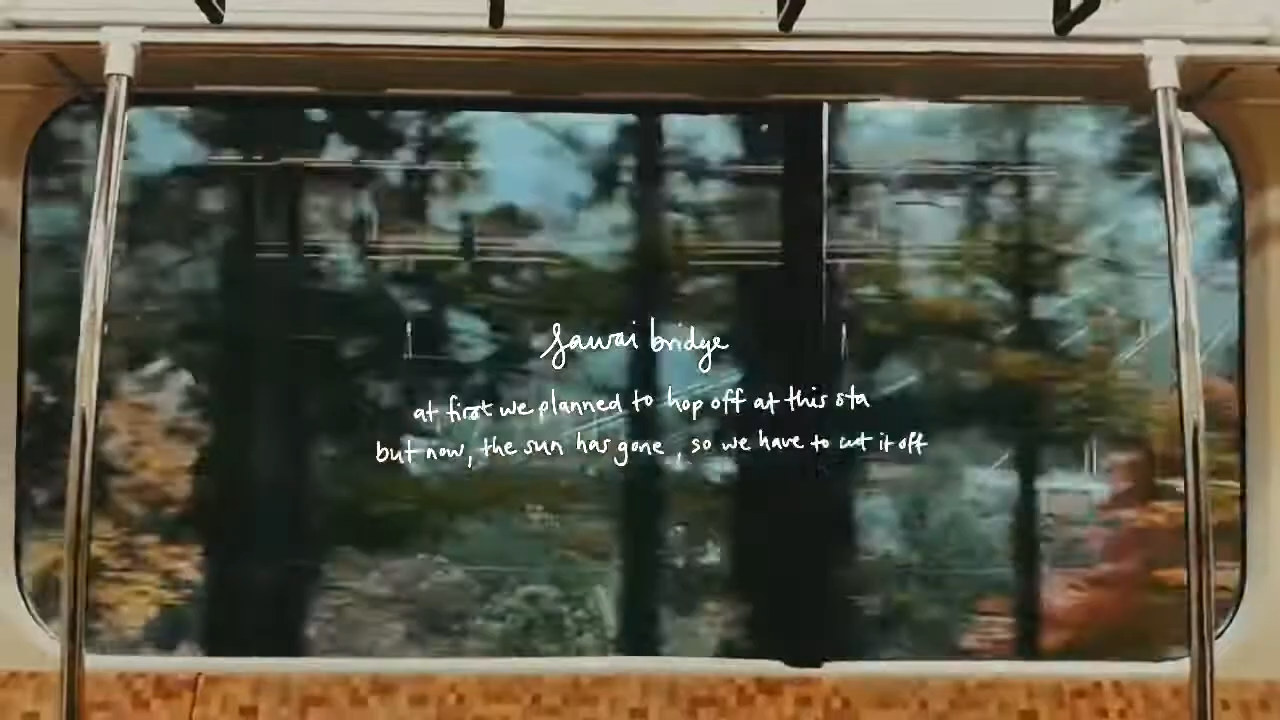 sawai bridge
at first we planned to hop off at this sta
but now, the sun has gone, so we have to cut it off